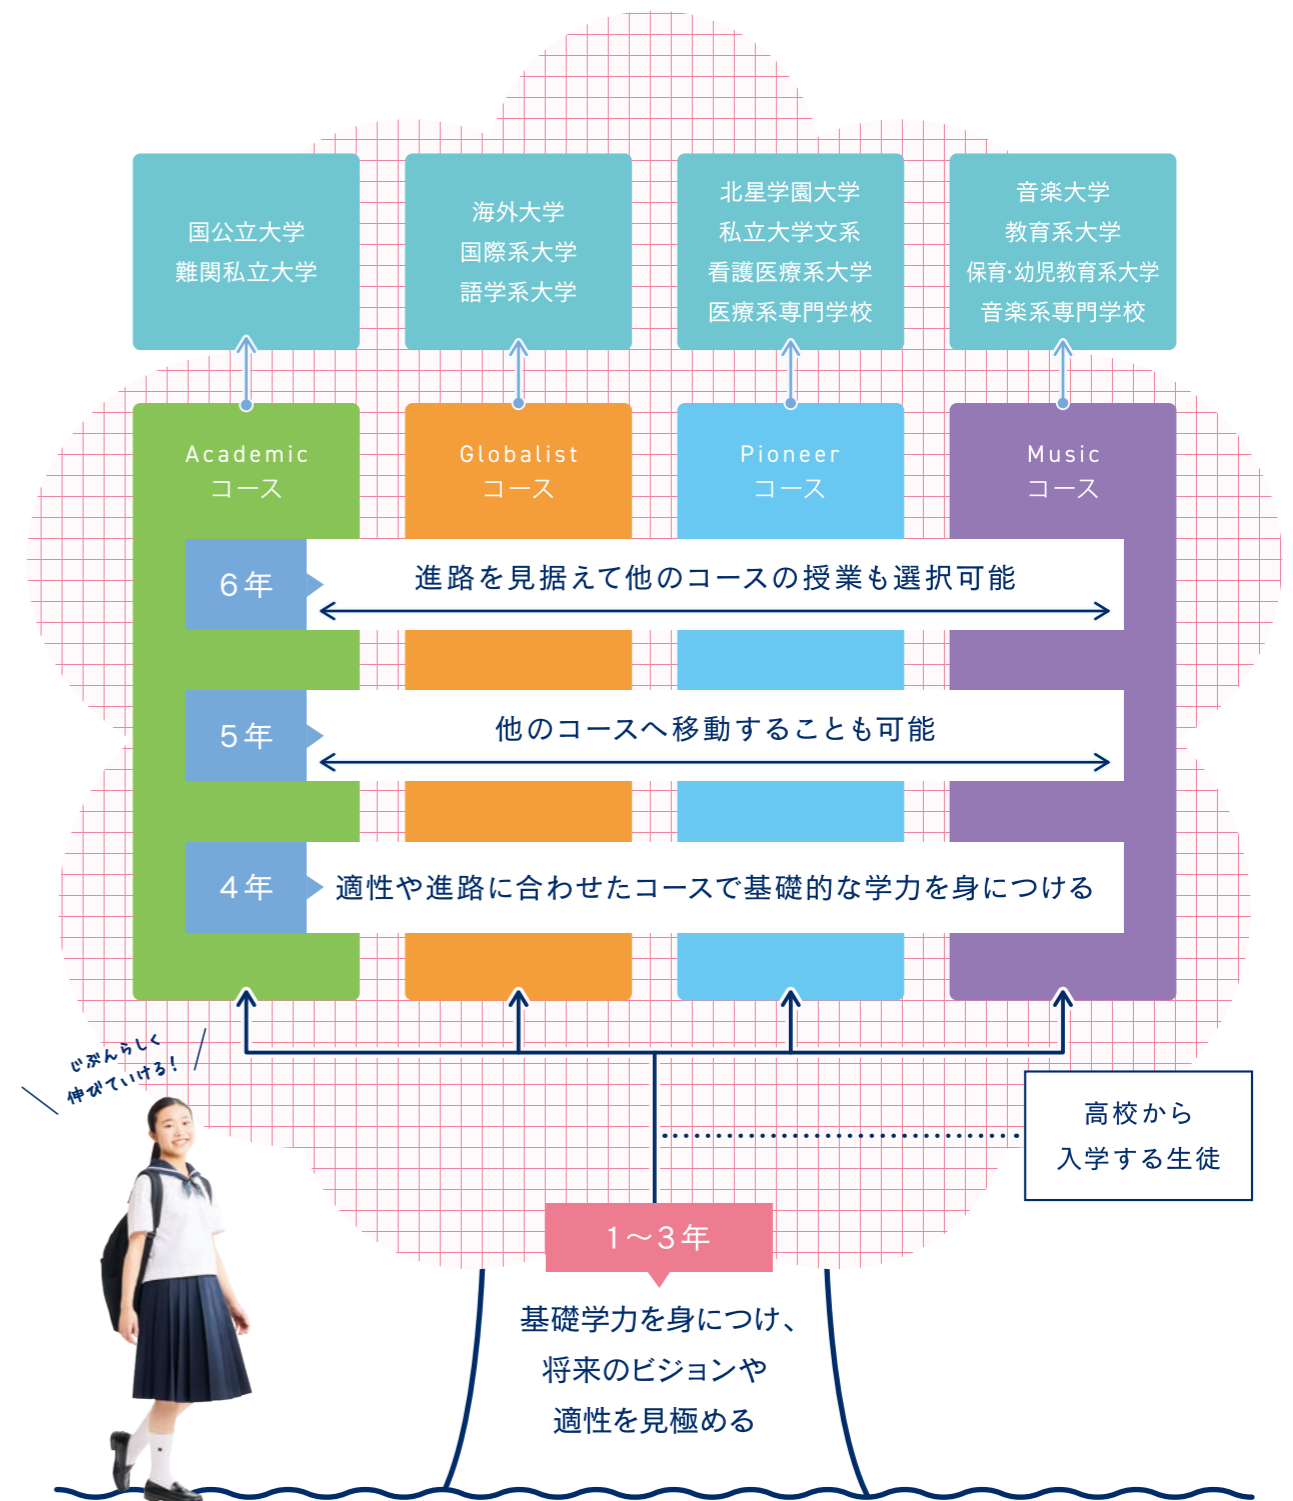 国公立大学
難関私立大学
海外大学
国際系大学
語学系大学
北星学園大学
私立大学文系
看護医療系大学
医療系専門学校
音楽大学
教育系大学
保育·幼児教育系大学
音楽系専門学校
Academic
コース
Globalist
コース
Pioneer
コース
Music
コース
6年
進路を見据えて他のコースの授業も選択可能
5年
他のコースへ移動することも可能
4年
適性や進路に合わせたコースで基礎的な学力を身につける
じぶんらしく
伸びていける!
高校から
入学する生徒
1〜3年
基礎学力を身につけ、
将来のビジョンや
適性を見極める